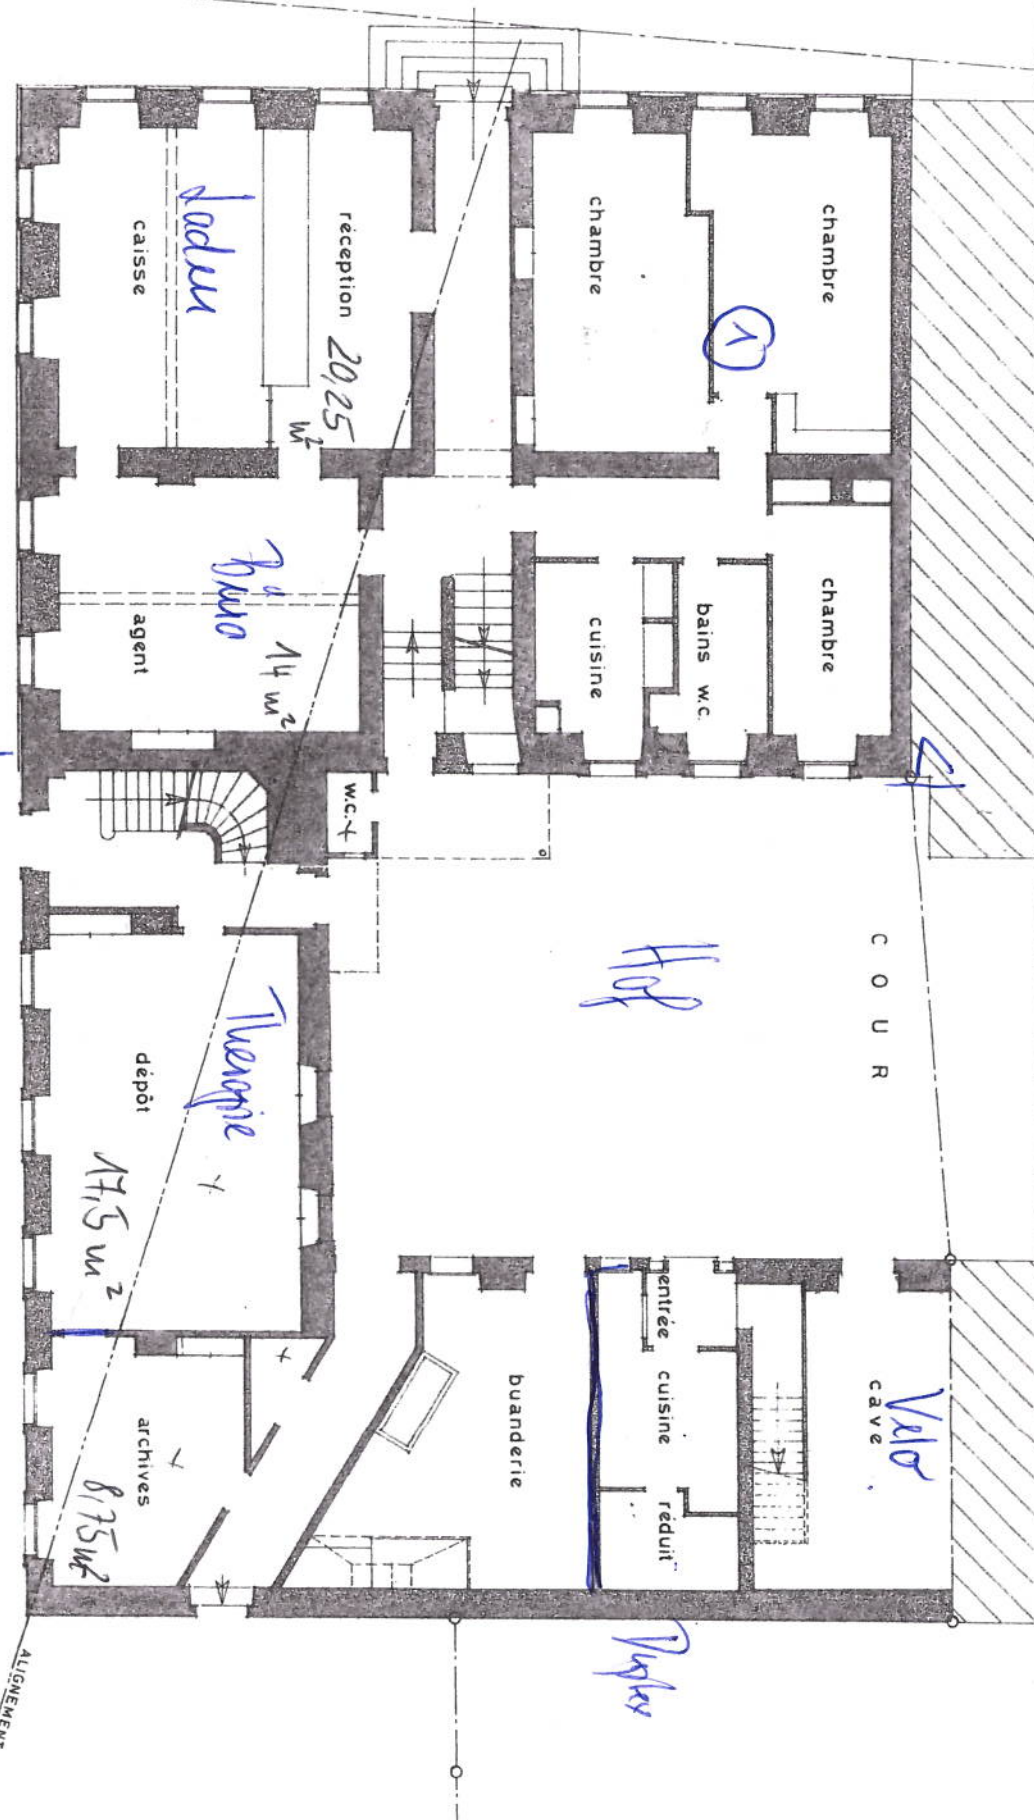 chambre
chambre
1
réception
20,25
m²
Laden
caisse
chambre
bains w.c.
cuisine
Büro
14 m²
agent
w.c.
COUR
Hof
Therapie
dépôt
17,5 m²
cave
Velo
entrée
cuisine
réduit
buanderie
archives
8,75 m²
Duplex
ALIGNEMENT